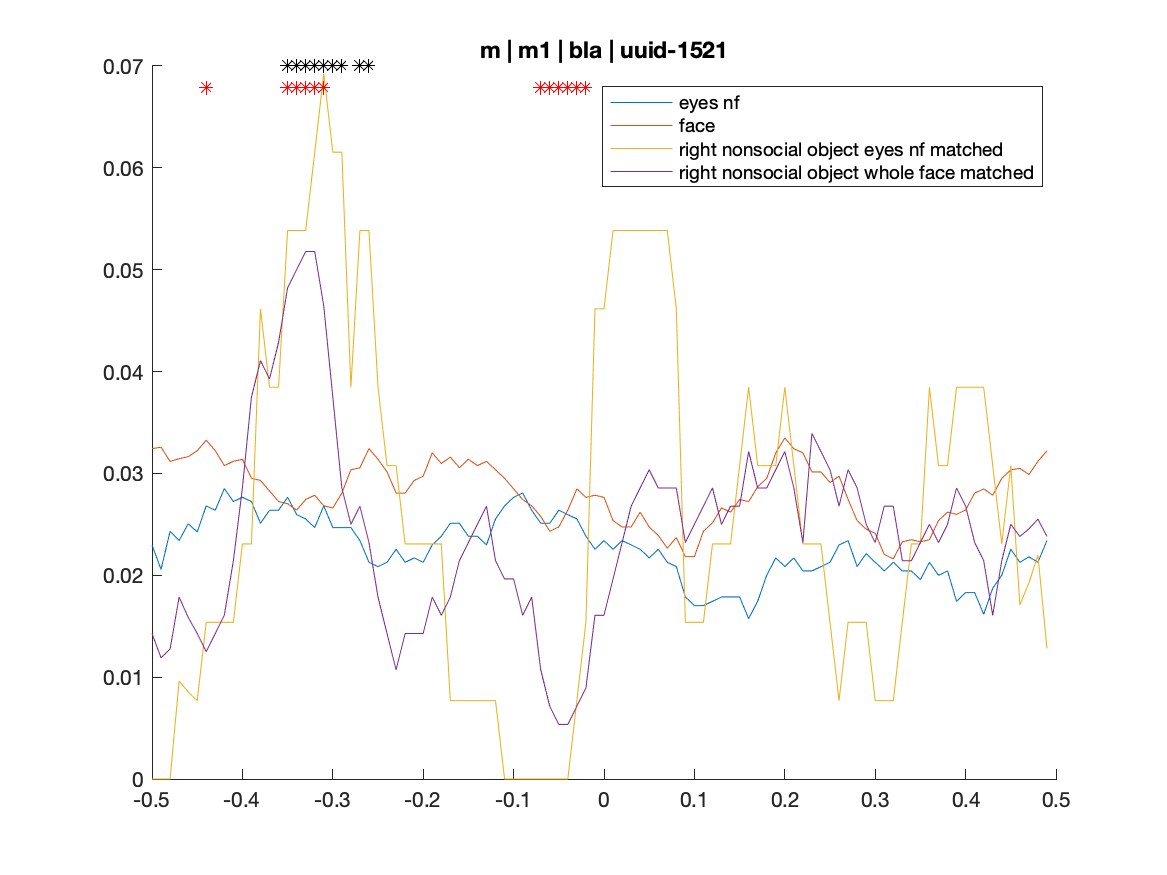 m | m1 | bla | uuid-1521
0.07
0.06
0.05
0.04
0.03
0.02
0.01
0
eyes nf
face
right nonsocial object eyes nf matched
right nonsocial object whole face matched
-0.5 -0.4 -0.3 -0.2 -0.1 0 0.1 0.2 0.3 0.4 0.5